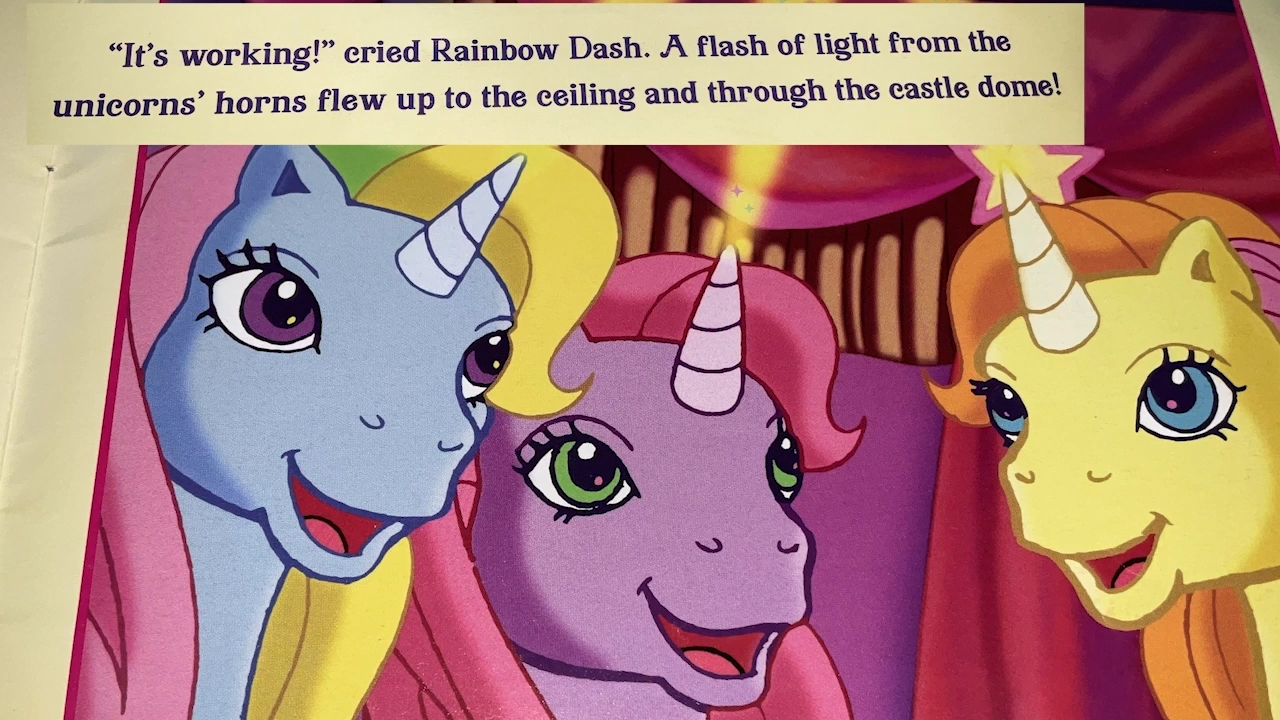 “It’s working!” cried Rainbow Dash. A flash of light from the
unicorns’ horns flew up to the ceiling and through the castle dome!